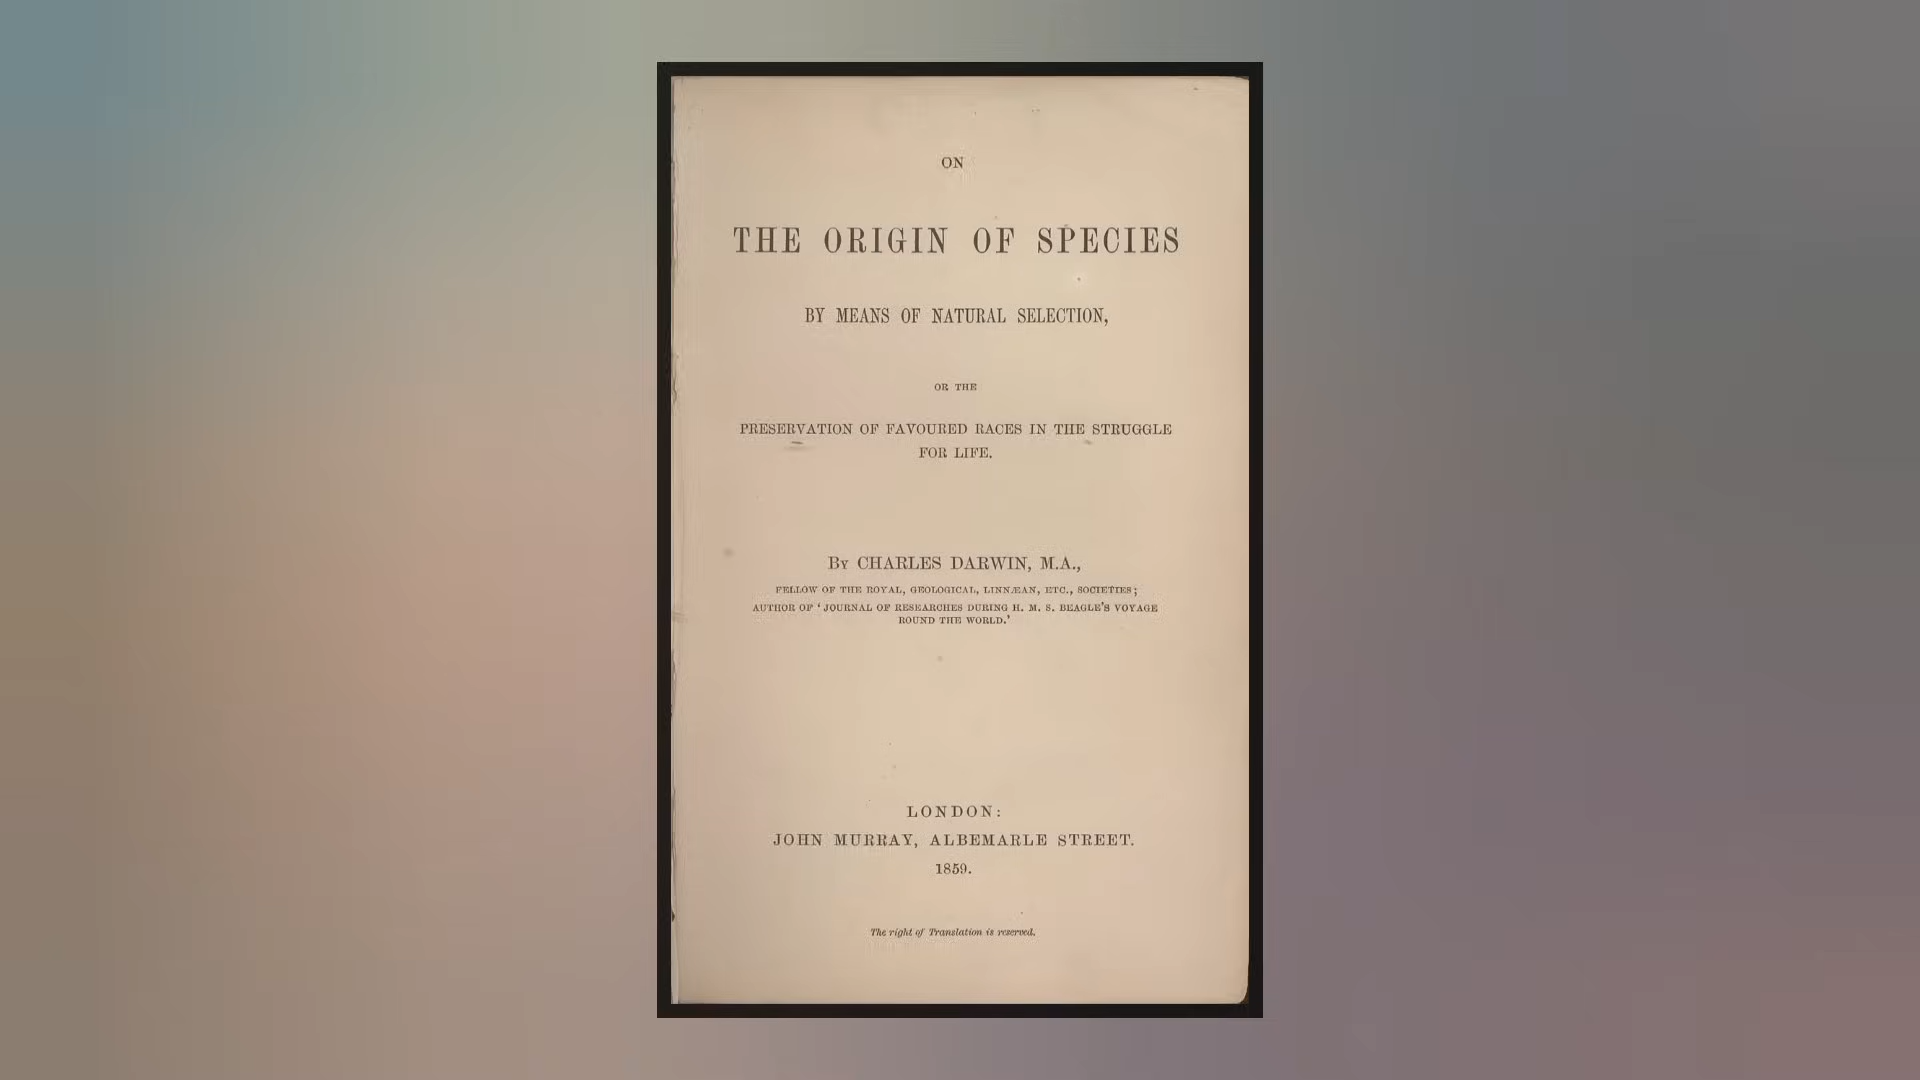 ON
THE ORIGIN OF SPECIES
BY MEANS OF NATURAL SELECTION,
OR THE
PRESERVATION OF FAVOURED RACES IN THE STRUGGLE
FOR LIFE.
By CHARLES DARWIN, M.A.,
FELLOW OF THE ROYAL, GEOLOGICAL, LINNÆAN, ETC., SOCIETIES;
AUTHOR OF ‘JOURNAL OF RESEARCHES DURING H. M. S. BEAGLE’S VOYAGE
ROUND THE WORLD.’
LONDON:
JOHN MURRAY, ALBEMARLE STREET.
1859.
The right of Translation is reserved.